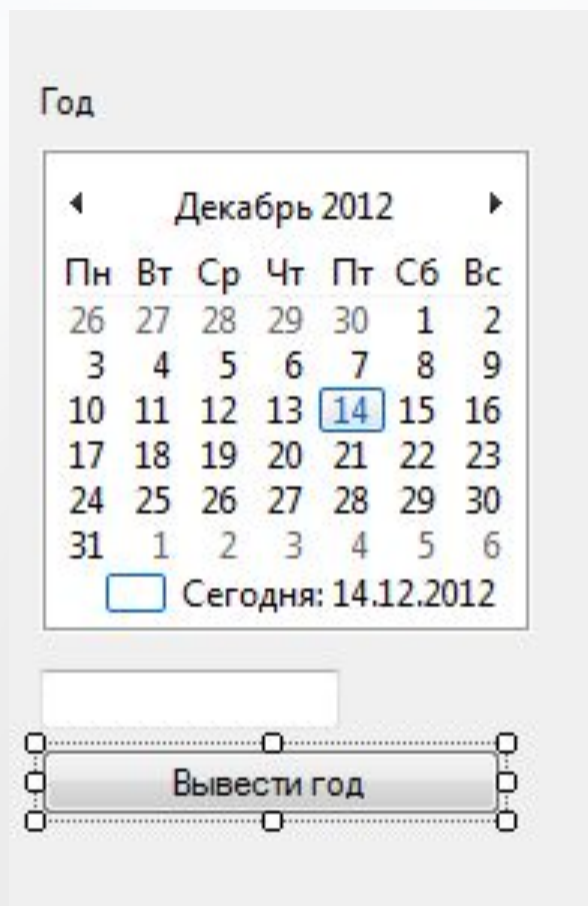 Год
Декабрь 2012
Пн Вт Ср Чт Пт Сб Вс
26 27 28 29 30 1 2
3 4 5 6 7 8 9
10 11 12 13 14 15 16
17 18 19 20 21 22 23
24 25 26 27 28 29 30
31 1 2 3 4 5 6
Сегодня: 14.12.2012
Вывести год